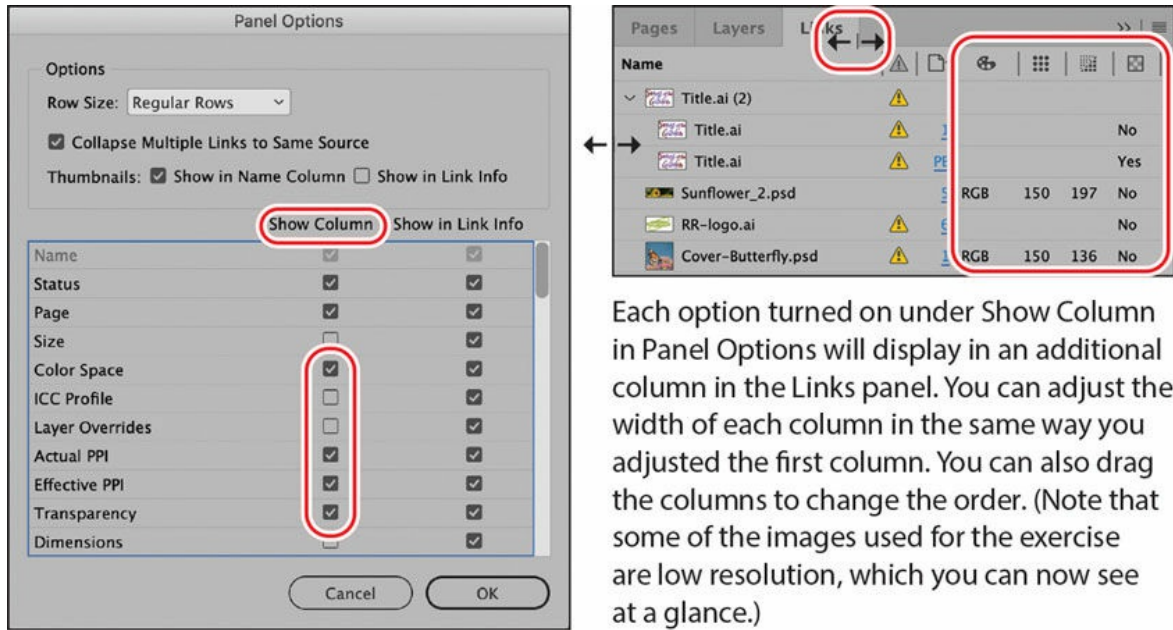 Panel Options
Options
Row Size: Regular Rows
Collapse Multiple Links to Same Source
Thumbnails: Show in Name Column Show in Link Info
Show Column Show in Link Info
Name
Status
Page
Size
Color Space
ICC Profile
Layer Overrides
Actual PPI
Effective PPI
Transparency
Dimensions
Cancel OK
Pages Layers Links
Name
Title.ai (2)
Title.ai 1 No
Title.ai PB Yes
Sunflower_2.psd 5 RGB 150 197 No
RR-logo.ai 6 No
Cover-Butterfly.psd 1 RGB 150 136 No
Each option turned on under Show Column
in Panel Options will display in an additional
column in the Links panel. You can adjust the
width of each column in the same way you
adjusted the first column. You can also drag
the columns to change the order. (Note that
some of the images used for the exercise
are low resolution, which you can now see
at a glance.)